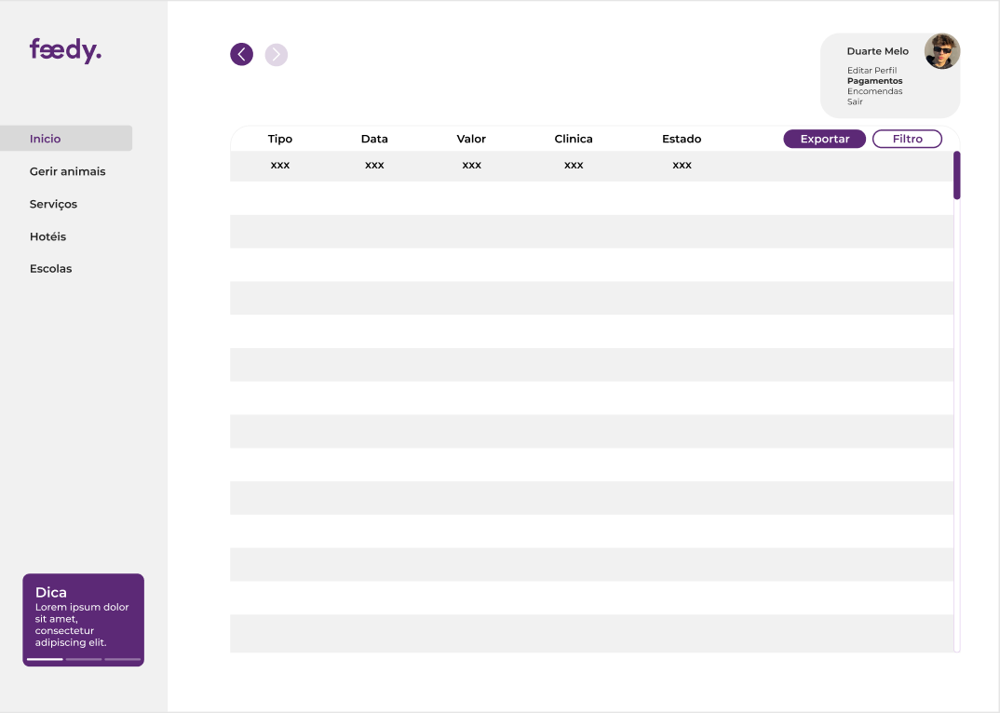 feedy.
Duarte Melo
Editar Perfil
Pagamentos
Encomendas
Sair
Inicio
Gerir animais
Serviços
Hotéis
Escolas
Tipo Data Valor Clinica Estado Exportar Filtro
xxx xxx xxx xxx xxx
Dica
Lorem ipsum dolor
sit amet,
consectetur
adipiscing elit.